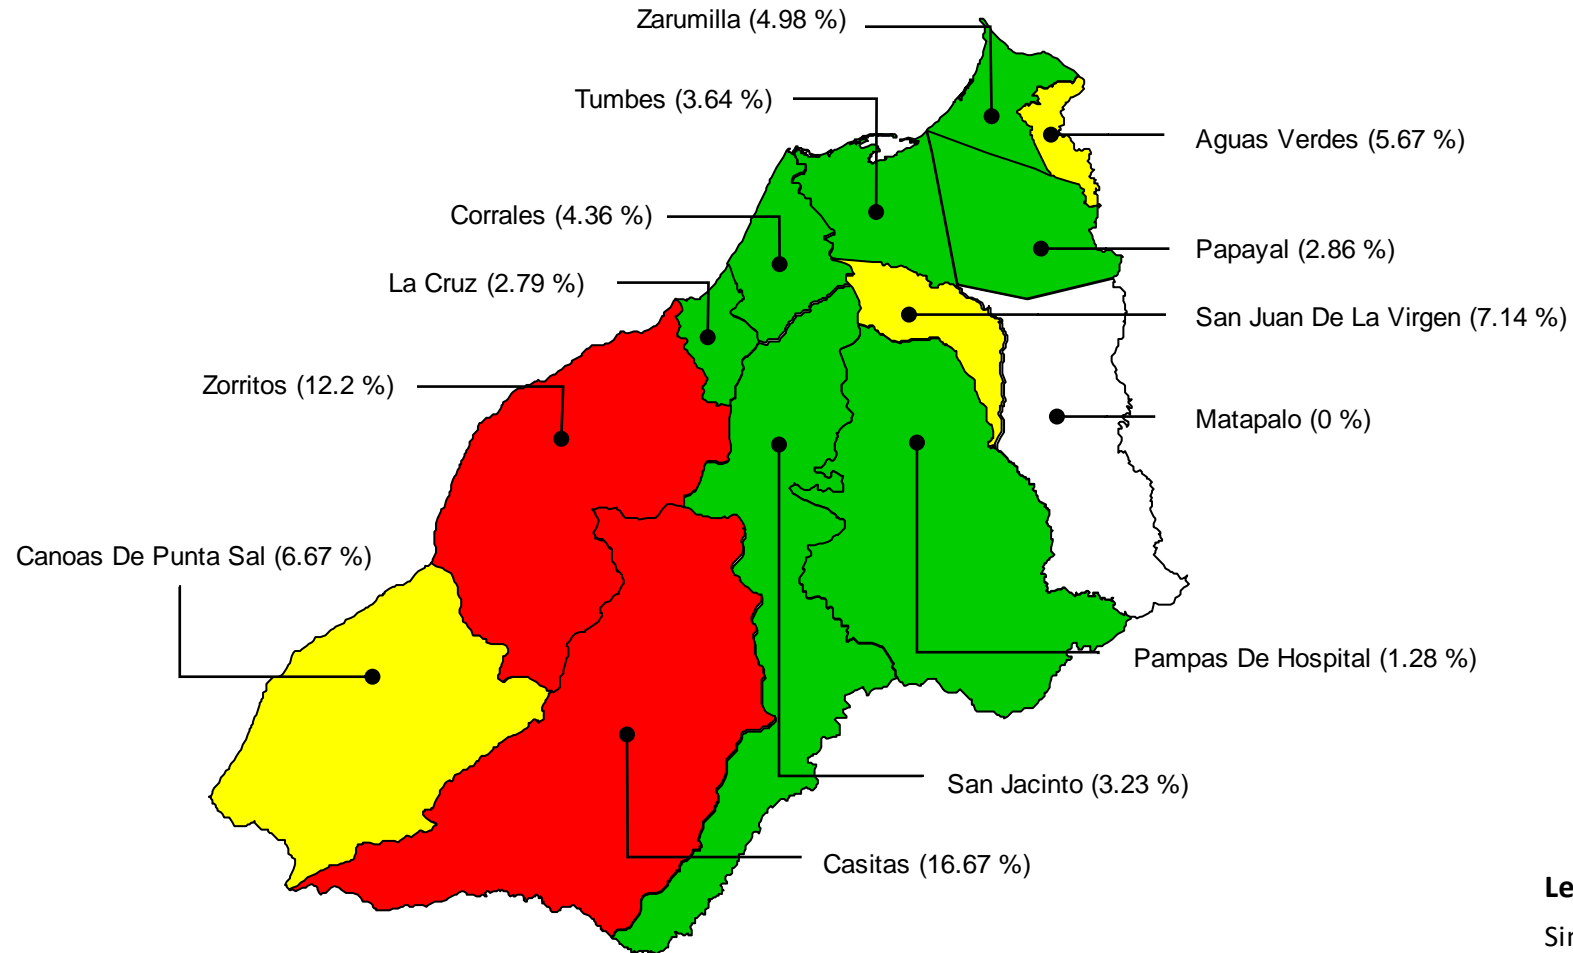 Zarumilla (4.98 %)
Tumbes (3.64 %)
Aguas Verdes (5.67 %)
Corrales (4.36 %)
Papayal (2.86 %)
La Cruz (2.79 %)
San Juan De La Virgen (7.14 %)
Zorritos (12.2 %)
Matapalo (0 %)
Canoas De Punta Sal (6.67 %)
Pampas De Hospital (1.28 %)
San Jacinto (3.23 %)
Casitas (16.67 %)